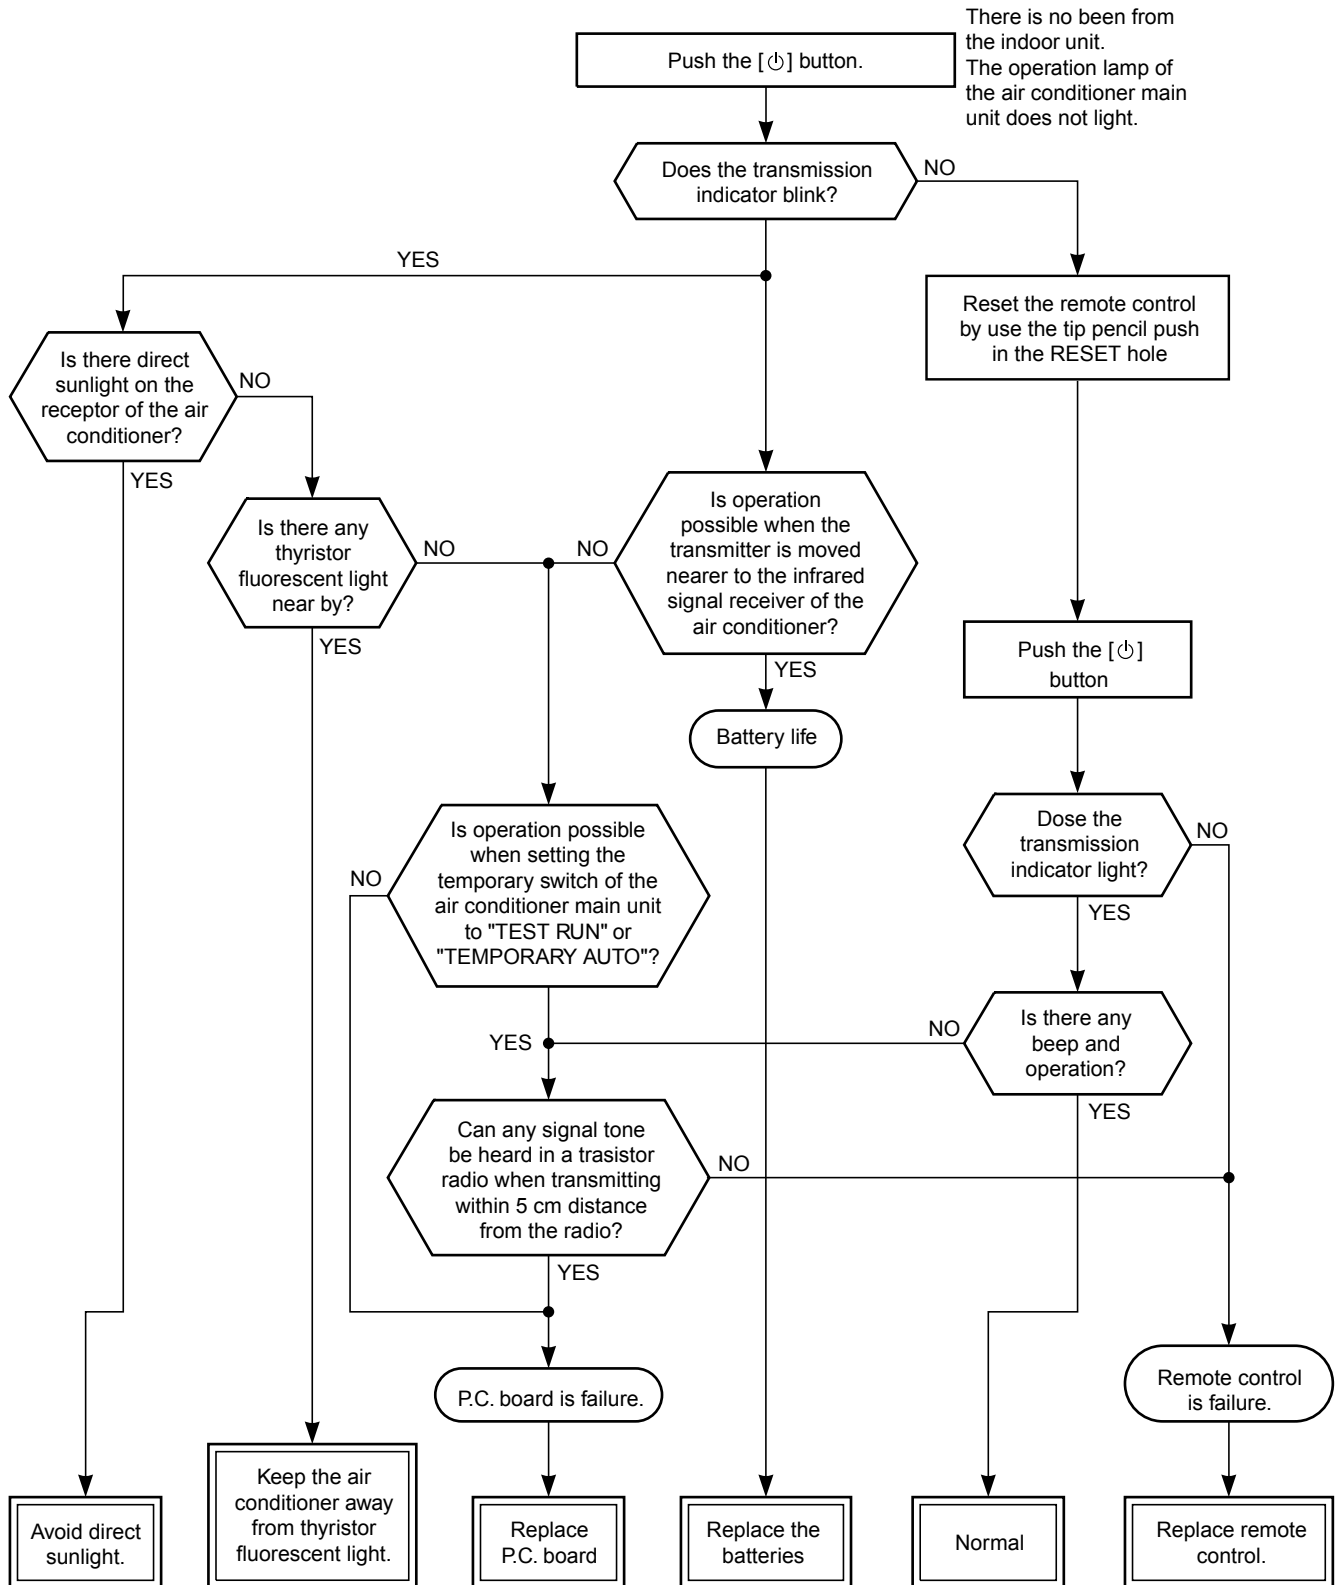 There is no been from
the indoor unit.
The operation lamp of
the air conditioner main
unit does not light.
Push the [⏻] button.
Does the transmission
indicator blink?
NO
YES
Reset the remote control
by use the tip pencil push
in the RESET hole
Is there direct
sunlight on the
receptor of the air
conditioner?
NO
YES
Is there any
thyristor
fluorescent light
near by?
NO
YES
Is operation
possible when the
transmitter is moved
nearer to the infrared
signal receiver of the
air conditioner?
NO
YES
Push the [⏻]
button
Battery life
Is operation possible
when setting the
temporary switch of the
air conditioner main unit
to "TEST RUN" or
"TEMPORARY AUTO"?
NO
YES
Dose the
transmission
indicator light?
NO
YES
Is there any
beep and
operation?
NO
YES
Can any signal tone
be heard in a trasistor
radio when transmitting
within 5 cm distance
from the radio?
NO
YES
P.C. board is failure.
Remote control
is failure.
Avoid direct
sunlight.
Keep the air
conditioner away
from thyristor
fluorescent light.
Replace
P.C. board
Replace the
batteries
Normal
Replace remote
control.